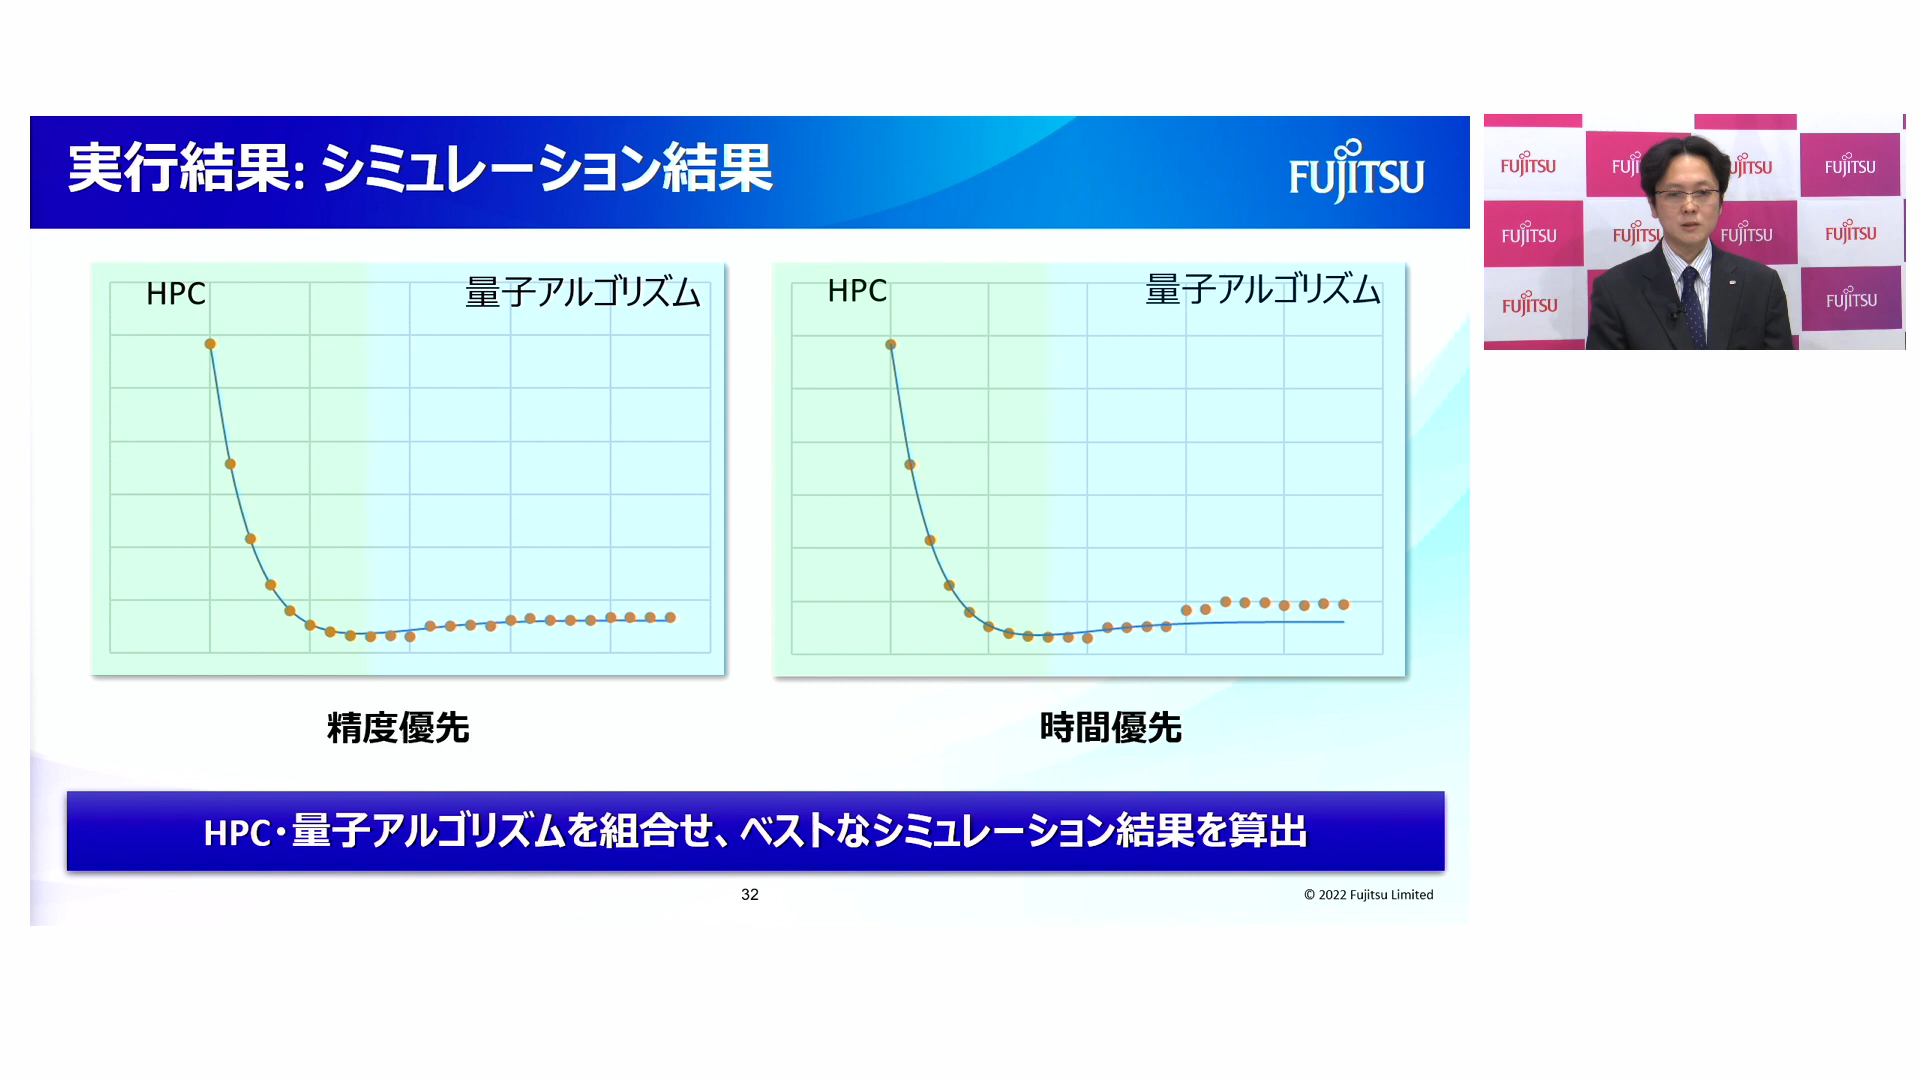 実行結果: シミュレーション結果
FUJITSU
HPC
量子アルゴリズム
HPC
量子アルゴリズム
精度優先
時間優先
HPC・量子アルゴリズムを組合せ、ベストなシミュレーション結果を算出
32
© 2022 Fujitsu Limited
FUJITSU
FUJI
JITSU
FUJITSU
FUJITSU
FUJITSU
FUJITSU
FUJITSU
FUJITSU
FUJITSU